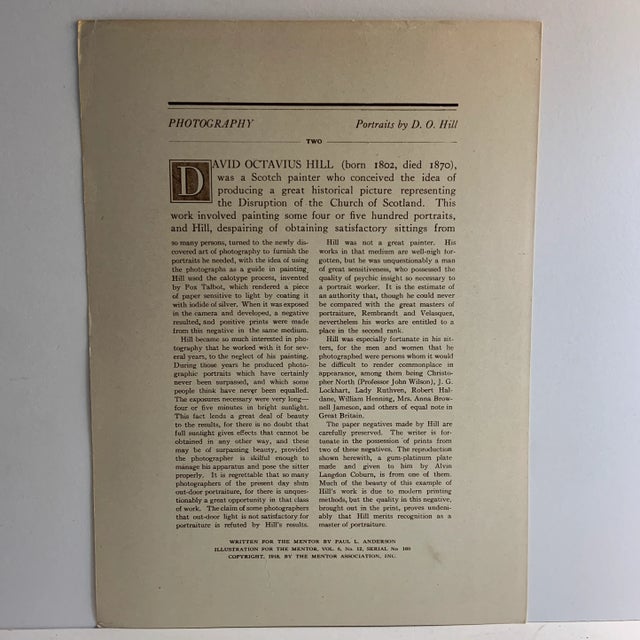 PHOTOGRAPHY
Portraits by D. O. Hill
TWO
DAVID OCTAVIUS HILL (born 1802, died 1870),
was a Scotch painter who conceived the idea of
producing a great historical picture representing
the Disruption of the Church of Scotland. This
work involved painting some four or five hundred portraits,
and Hill, despairing of obtaining satisfactory sittings from
so many persons, turned to the newly dis-
covered art of photography to furnish the
portraits he needed, with the idea of using
the photographs as a guide in painting.
Hill used the calotype process, invented
by Fox Talbot, which rendered a piece
of paper sensitive to light by coating it
with iodide of silver. When it was exposed
in the camera and developed, a negative
resulted, and positive prints were made
from this negative in the same medium.
Hill became so much interested in pho-
tography that he worked with it for sev-
eral years, to the neglect of his painting.
During those years he produced photo-
graphic portraits which have certainly
never been surpassed, and which some
people think have never been equalled.
The exposures necessary were very long—
four or five minutes in bright sunlight.
This fact lends a great deal of beauty
to the results, for there is no doubt that
full sunlight gives effects that cannot be
obtained in any other way, and these
may be of surpassing beauty, provided
the photographer is skilful enough to
manage his apparatus and pose the sitter
properly. It is regrettable that so many
photographers of the present day shun
out-door portraiture, for there is unques-
tionably a great opportunity in that class
of work. The claim of some photographers
that out-door light is not satisfactory for
portraiture is refuted by Hill's results.
Hill was not a great painter. His
works in that medium are well-nigh for-
gotten, but he was unquestionably a man
of great sensitiveness, who possessed the
quality of psychic insight so necessary to
a portrait worker. It is the estimate of
an authority that, though he could never
be compared with the great masters of
portraiture, Rembrandt and Velasquez,
nevertheless his works are entitled to a
place in the second rank.
Hill was especially fortunate in his sit-
ters, for the men and women that he
photographed were persons whom it would
be difficult to render commonplace in
appearance, among them being Christo-
pher North (Professor John Wilson), J. G.
Lockhart, Lady Ruthven, Robert Hal-
dane, William Henning, Mrs. Anna Brow-
nell Jameson, and others of equal note in
Great Britain.
The paper negatives made by Hill are
carefully preserved. The writer is for-
tunate in the possession of prints from
two of these negatives. The reproduction
shown herewith, a gum-platinum plate
made and given to him by Alvin
Langdon Coburn, is from one of them.
Much of the beauty of this example of
Hill's work is due to modern printing
methods, but the quality in this negative,
brought out in the print, proves undeni-
ably that Hill merits recognition as a
master of portraiture.
WRITTEN FOR THE MENTOR BY PAUL L. ANDERSON
ILLUSTRATION FOR THE MENTOR, VOL. 6, No. 12, SERIAL No 160
COPYRIGHT, 1918, BY THE MENTOR ASSOCIATION, INC.